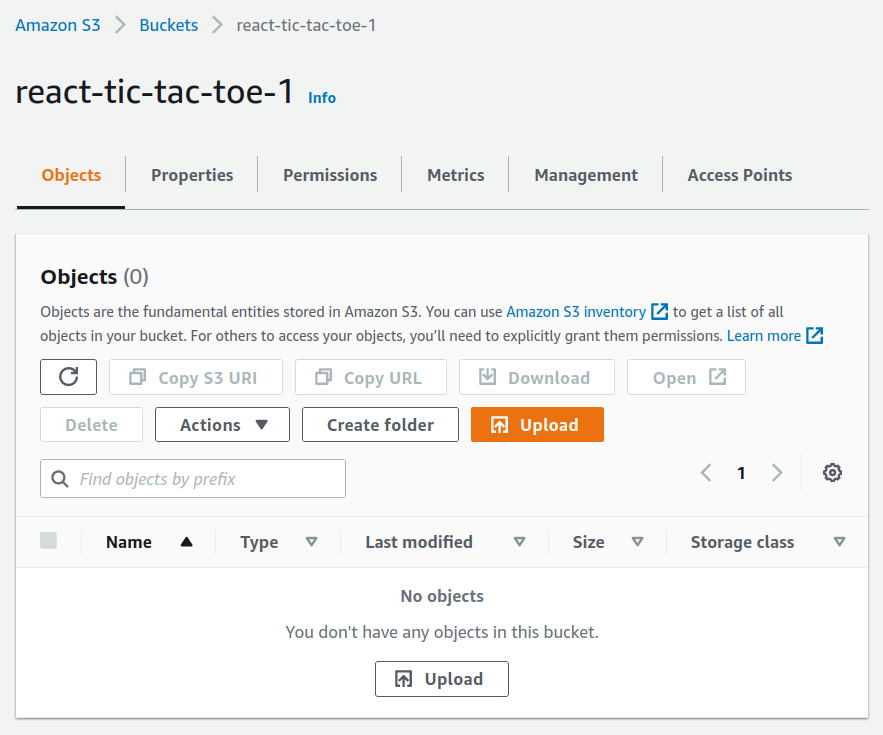 Amazon S3 > Buckets > react-tic-tac-toe-1
react-tic-tac-toe-1 Info
Objects Properties Permissions Metrics Management Access Points
Objects (0)
Objects are the fundamental entities stored in Amazon S3. You can use Amazon S3 inventory to get a list of all
objects in your bucket. For others to access your objects, you’ll need to explicitly grant them permissions. Learn more
Copy S3 URI Copy URL Download Open
Delete Actions Create folder Upload
Find objects by prefix 1
Name Type Last modified Size Storage class
No objects
You don't have any objects in this bucket.
Upload